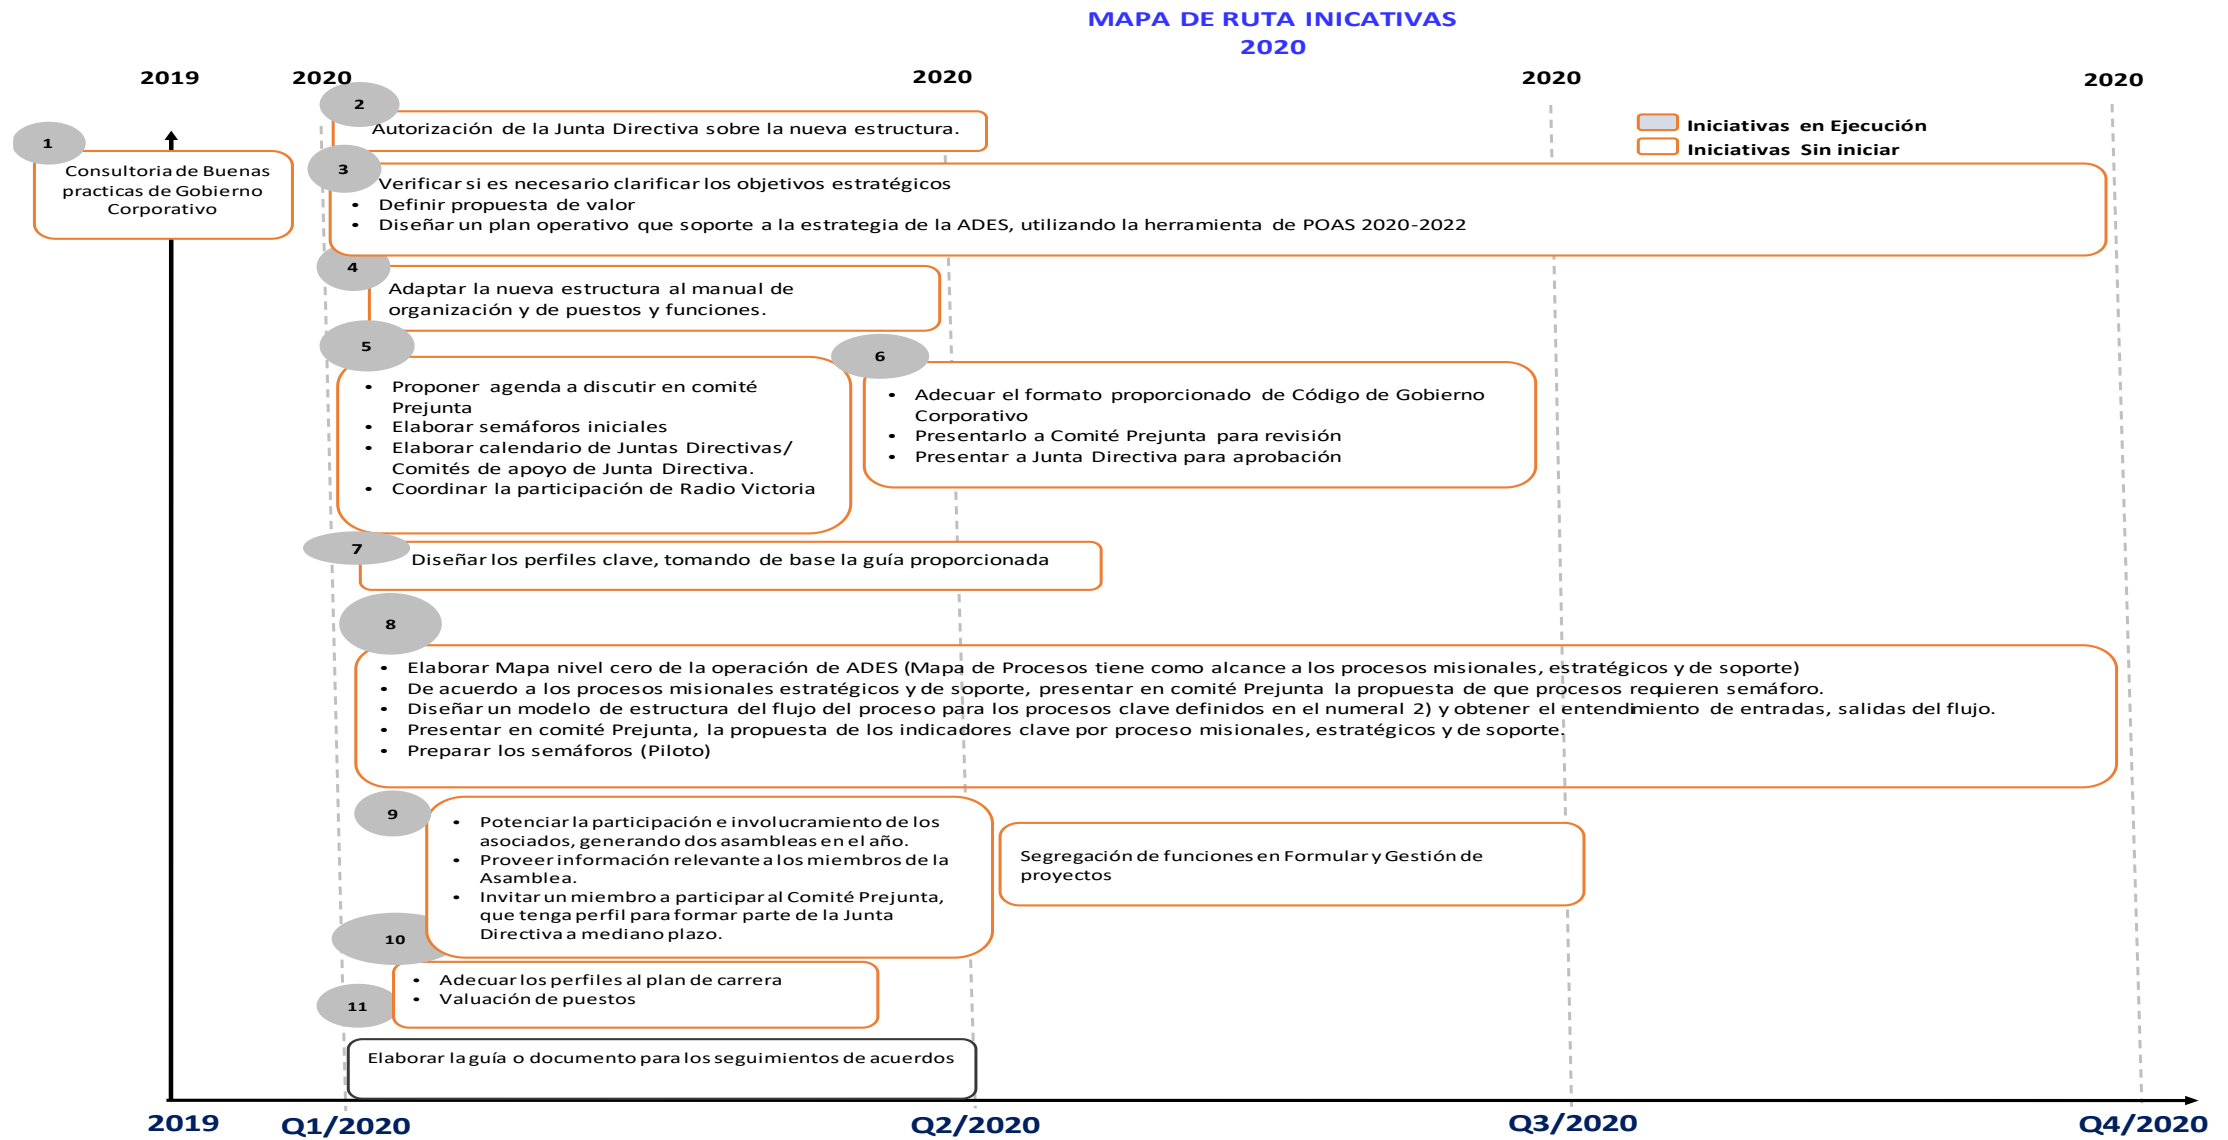 MAPA DE RUTA INICATIVAS
2020
2019
2020
2020
2020
2020
Iniciativas en Ejecución
Iniciativas Sin iniciar
1
Consultoria de Buenas
practicas de Gobierno
Corporativo
2
Autorización de la Junta Directiva sobre la nueva estructura.
3
Verificar si es necesario clarificar los objetivos estratégicos
• Definir propuesta de valor
• Diseñar un plan operativo que soporte a la estrategia de la ADES, utilizando la herramienta de POAS 2020-2022
4
Adaptar la nueva estructura al manual de
organización y de puestos y funciones.
5
• Proponer agenda a discutir en comité
Prejunta
• Elaborar semáforos iniciales
• Elaborar calendario de Juntas Directivas/
Comités de apoyo de Junta Directiva.
• Coordinar la participación de Radio Victoria
6
• Adecuar el formato proporcionado de Código de Gobierno
Corporativo
• Presentarlo a Comité Prejunta para revisión
• Presentar a Junta Directiva para aprobación
7
Diseñar los perfiles clave, tomando de base la guía proporcionada
8
• Elaborar Mapa nivel cero de la operación de ADES (Mapa de Procesos tiene como alcance a los procesos misionales, estratégicos y de soporte)
• De acuerdo a los procesos misionales estratégicos y de soporte, presentar en comité Prejunta la propuesta de que procesos requieren semáforo.
• Diseñar un modelo de estructura del flujo del proceso para los procesos clave definidos en el numeral 2) y obtener el entendimiento de entradas, salidas del flujo.
• Presentar en comité Prejunta, la propuesta de los indicadores clave por proceso misionales, estratégicos y de soporte.
• Preparar los semáforos (Piloto)
9
• Potenciar la participación e involucramiento de los
asociados, generando dos asambleas en el año.
• Proveer información relevante a los miembros de la
Asamblea.
• Invitar un miembro a participar al Comité Prejunta,
que tenga perfil para formar parte de la Junta
Directiva a mediano plazo.
Segregación de funciones en Formular y Gestión de
proyectos
10
• Adecuar los perfiles al plan de carrera
• Valuación de puestos
11
Elaborar la guía o documento para los seguimientos de acuerdos
2019
Q1/2020
Q2/2020
Q3/2020
Q4/2020